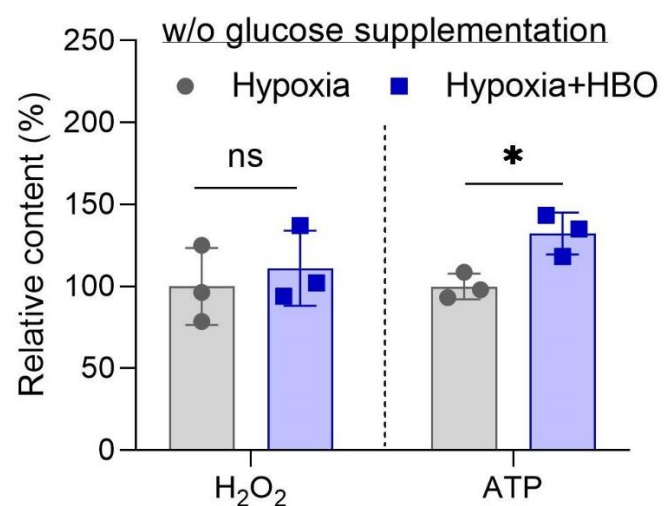 w/o glucose supplementation
Hypoxia Hypoxia+HBO
Relative content (%)
250
200
150
100
50
0
ns
*
H₂O₂
ATP